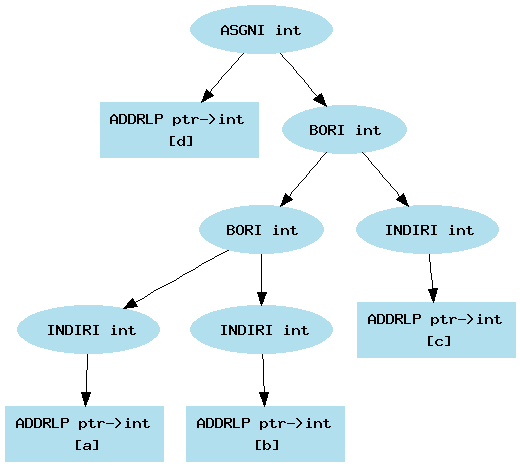 ASGNI int
ADDRLP ptr->int
[d]
BORI int
BORI int
INDIRI int
INDIRI int
INDIRI int
ADDRLP ptr->int
[c]
ADDRLP ptr->int
[a]
ADDRLP ptr->int
[b]